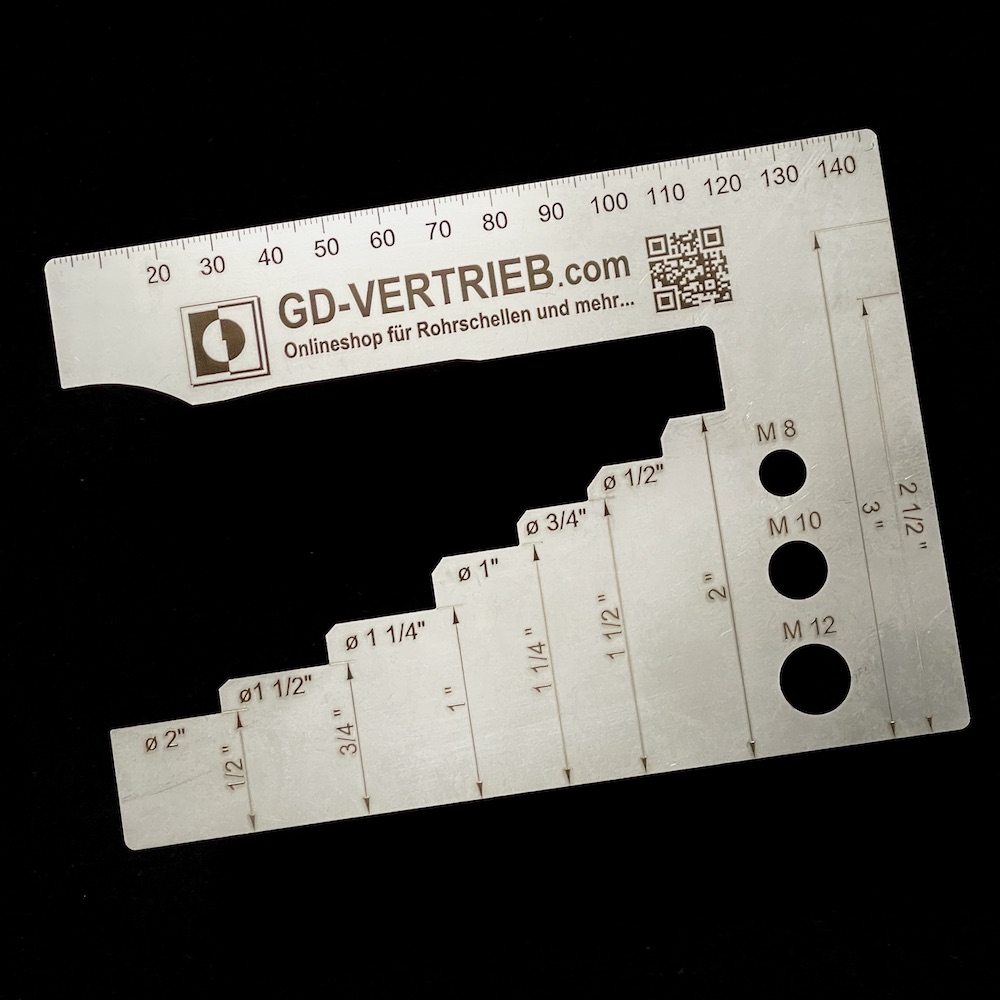 20 30 40 50 60 70 80 90 100 110 120 130 140
GD-VERTRIEB.com
Onlineshop für Rohrschellen und mehr...
M 8
M 10
M 12
ø 1/2"
ø 3/4"
ø 1"
ø 1 1/4"
ø1 1/2"
ø 2"
1/2 "
3/4 "
1"
1 1/4 "
1 1/2 "
2"
3 "
2 1/2 "